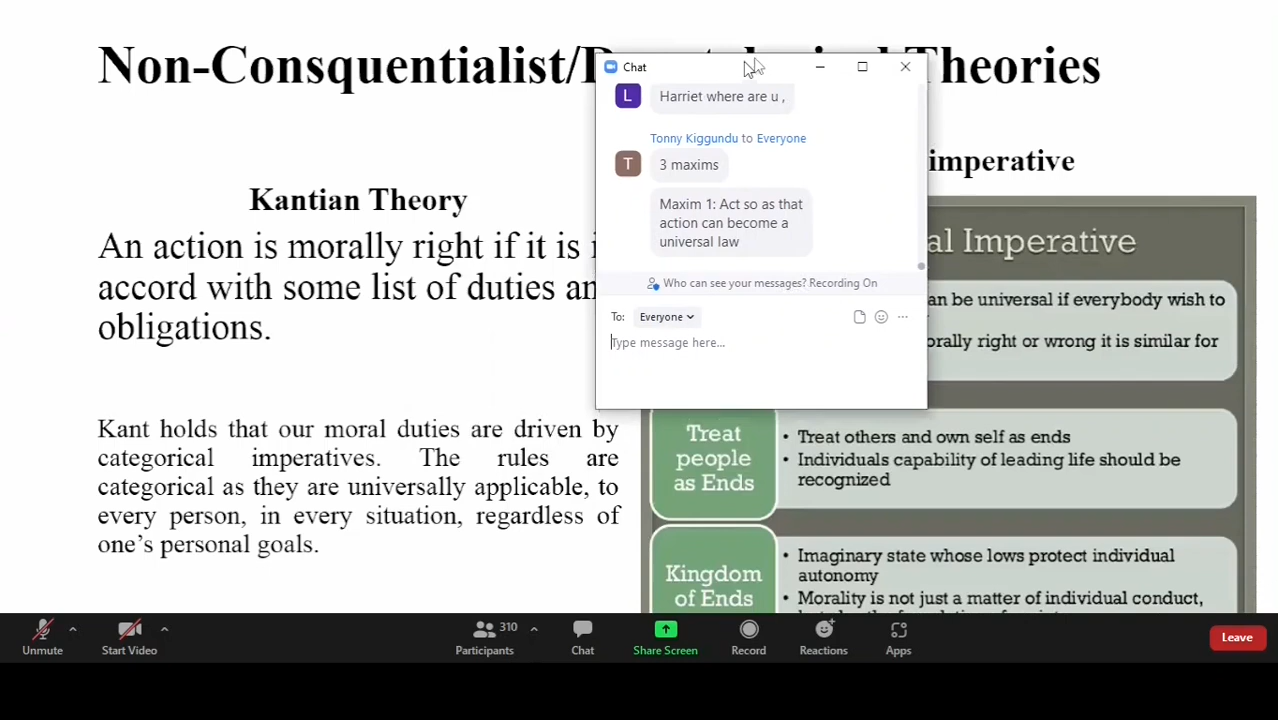 Non-Consquentialist/D
Theories
Chat
L
Harriet where are u ,
Tonny Kiggundu to Everyone
T
3 maxims
Maxim 1: Act so as that
action can become a
universal law
Who can see your messages? Recording On
To: Everyone
Type message here...
Kantian Theory
An action is morally right if it is i
accord with some list of duties an
obligations.
Kant holds that our moral duties are driven by
categorical imperatives. The rules are
categorical as they are universally applicable, to
every person, in every situation, regardless of
one's personal goals.
imperative
al Imperative
an be universal if everybody wish to
orally right or wrong it is similar for
Treat
people
as Ends
• Treat others and own self as ends
• Individuals capability of leading life should be
recognized
Kingdom
of Ends
• Imaginary state whose lows protect individual
autonomy
• Morality is not just a matter of individual conduct,
Unmute
Start Video
310
Participants
Chat
Share Screen
Record
Reactions
Apps
Leave